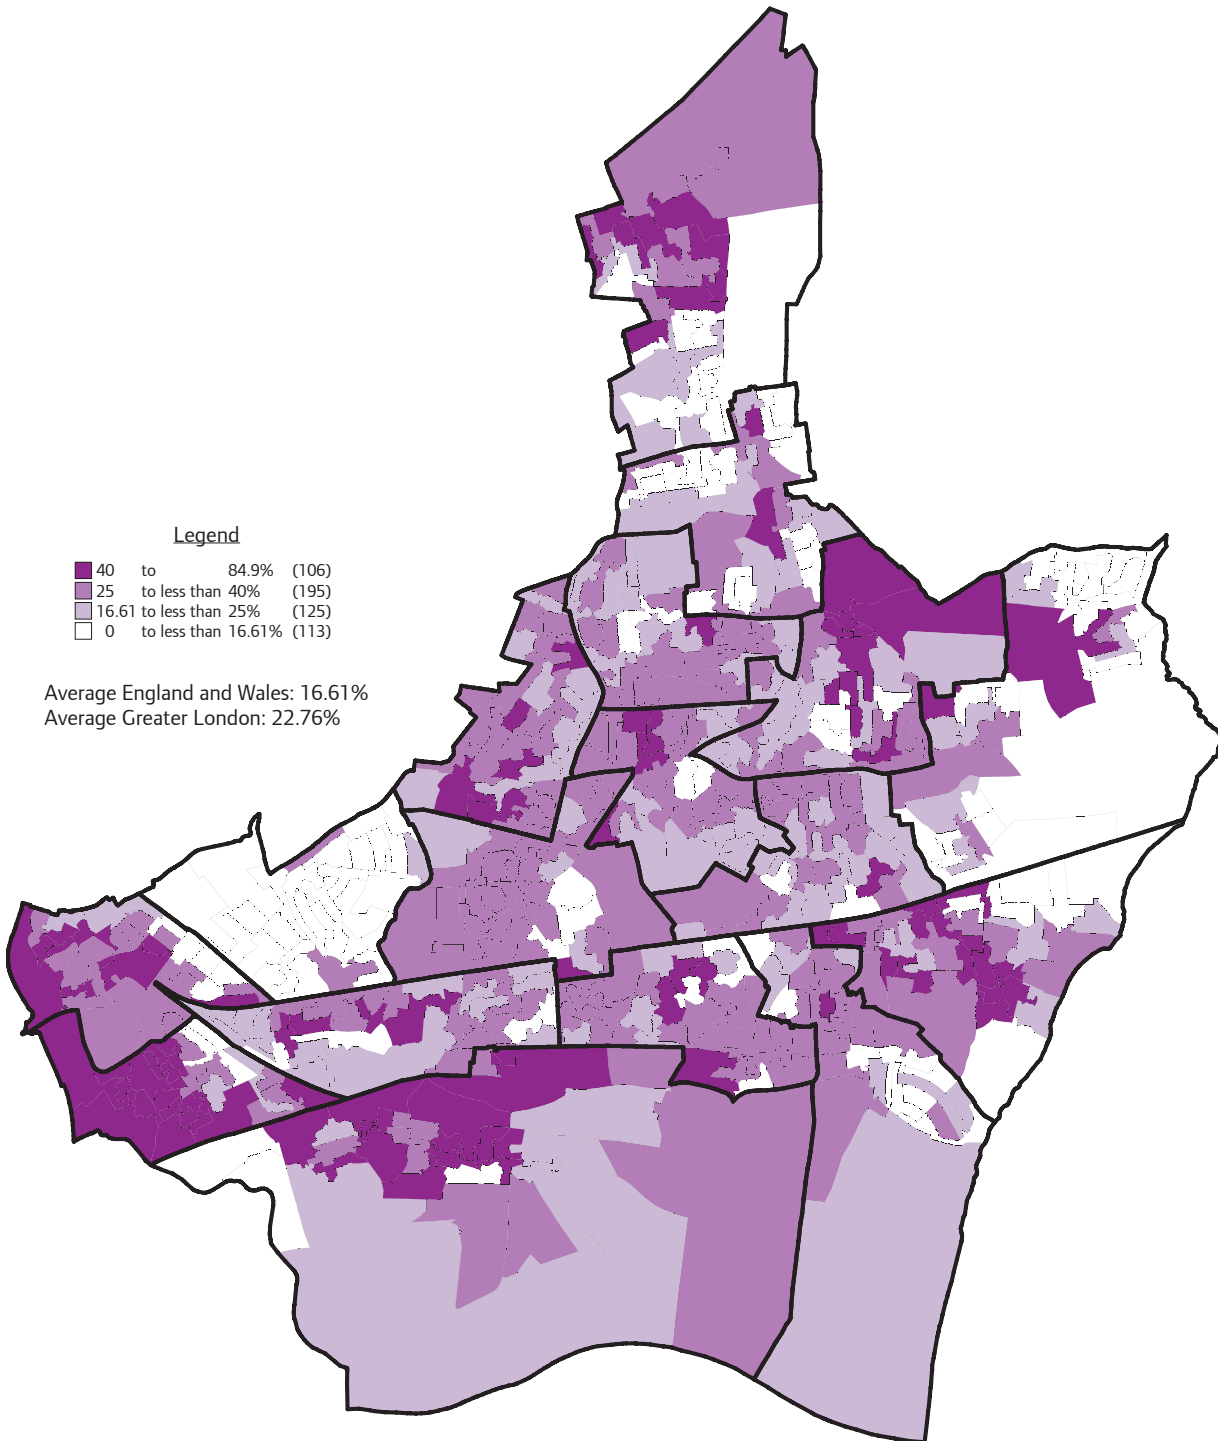 Legend
40 to 84.9% (106)
25 to less than 40% (195)
16.61 to less than 25% (125)
0 to less than 16.61% (113)
Average England and Wales: 16.61%
Average Greater London: 22.76%